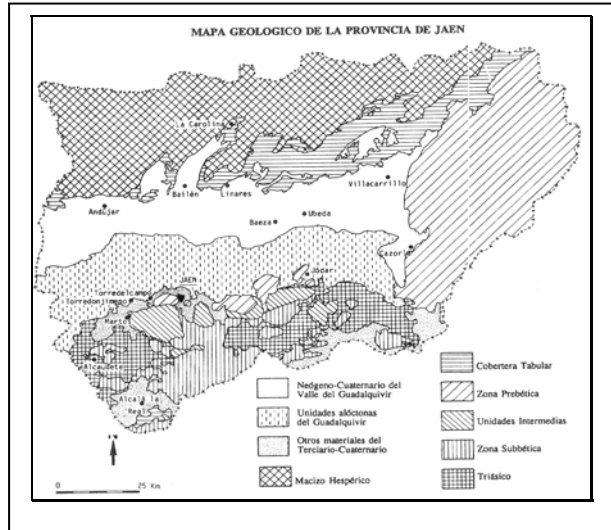 MAPA GEOLOGICO DE LA PROVINCIA DE JAEN
La Carolina
Bailén
Linares
Villacarrillo
Andújar
Baeza
Ubeda
Cazorla
Torredelcampo
JAEN
Jódar
Torredonjimeno
Martos
Alcaudete
Alcalá la
Real
N
0 25 Km
Neógeno-Cuaternario del
Valle del Guadalquivir
Unidades alóctonas
del Guadalquivir
Otros materiales del
Terciario-Cuaternario
Macizo Hespérico
Cobertera Tabular
Zona Prebética
Unidades Intermedias
Zona Subbética
Triásico